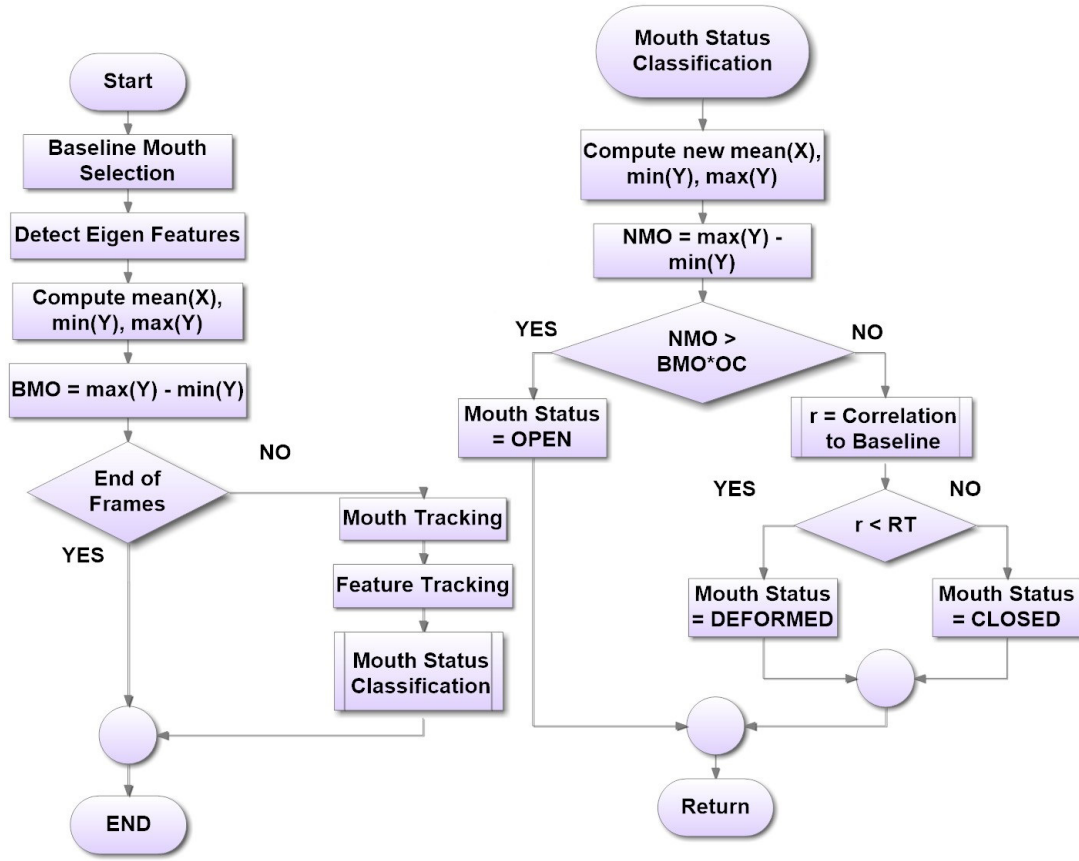 Start
Baseline Mouth
Selection
Detect Eigen Features
Compute mean(X),
min(Y), max(Y)
BMO = max(Y) - min(Y)
End of
Frames
NO
YES
Mouth Tracking
Feature Tracking
Mouth Status
Classification
END
Mouth Status
Classification
Compute new mean(X),
min(Y), max(Y)
NMO = max(Y) -
min(Y)
YES
NO
NMO >
BMO*OC
Mouth Status
= OPEN
r = Correlation
to Baseline
YES
NO
r < RT
Mouth Status
= DEFORMED
Mouth Status
= CLOSED
Return